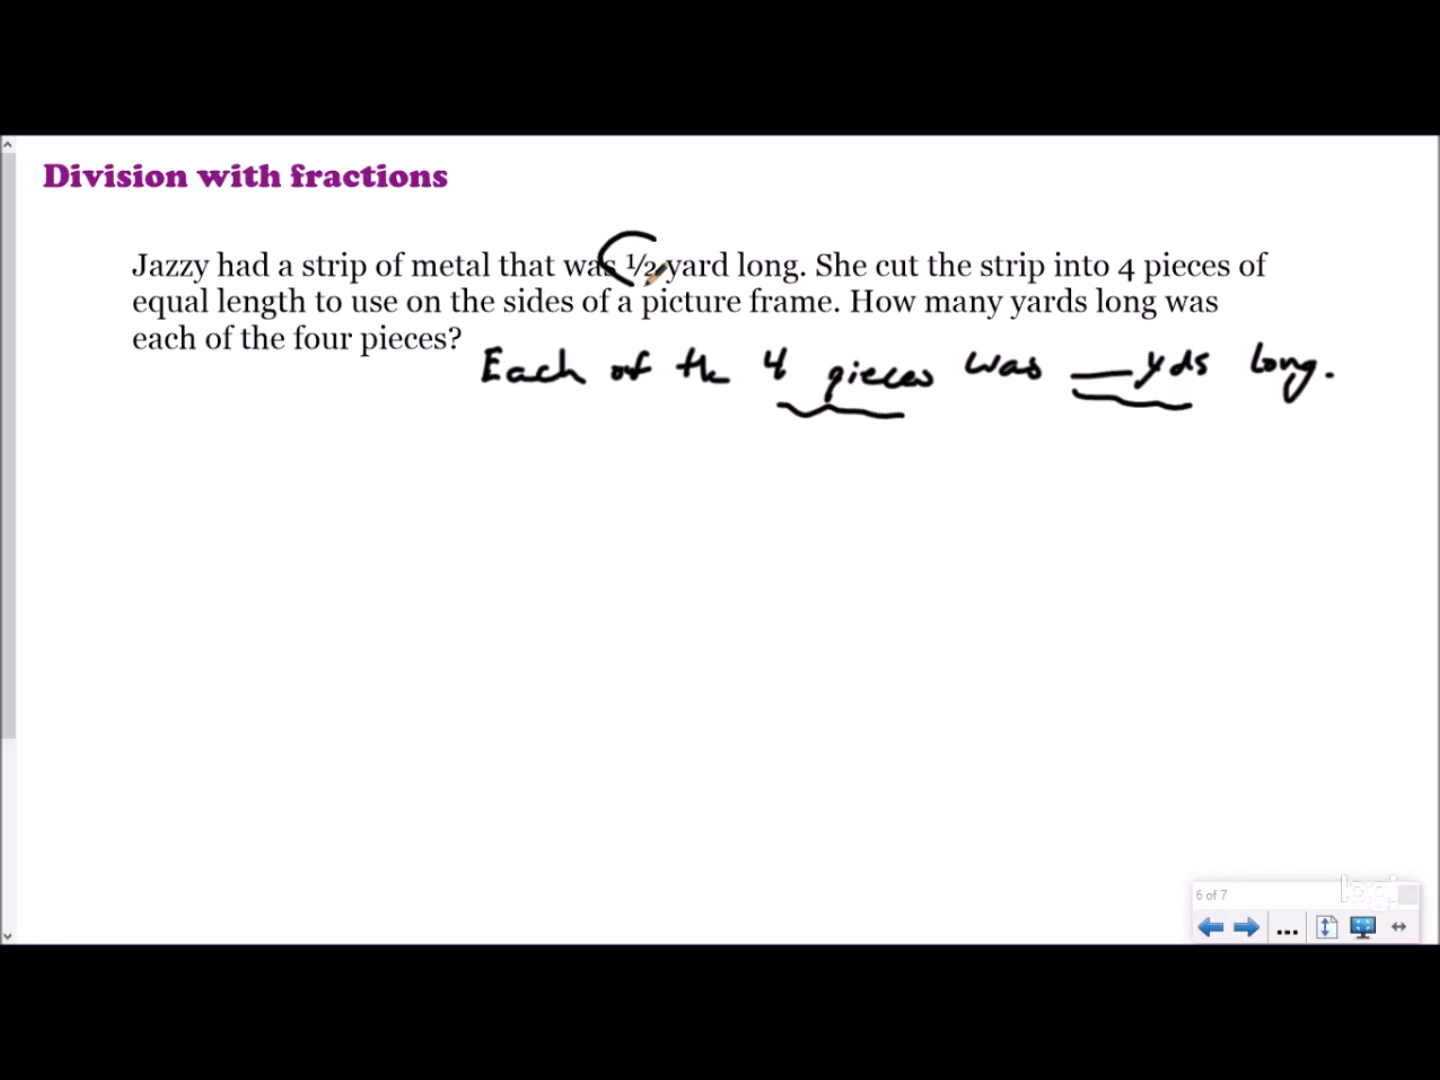 Division with fractions
Jazzy had a strip of metal that was ½ yard long. She cut the strip into 4 pieces of
equal length to use on the sides of a picture frame. How many yards long was
each of the four pieces?
Each of the 4 pieces was __ yds long.
6 of 7
logi
...